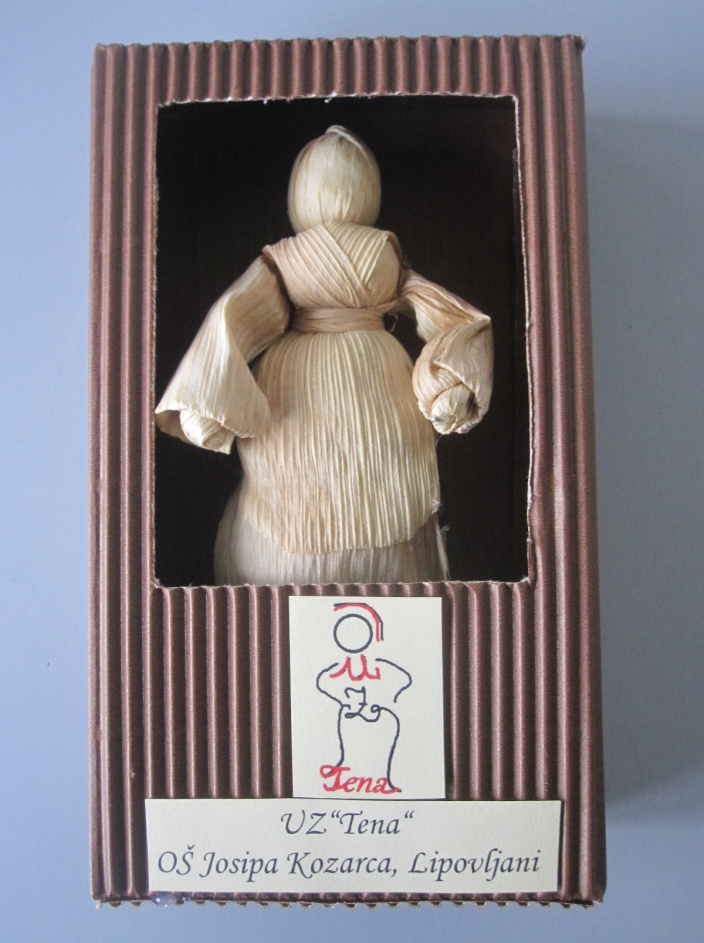 U
Z
Tena
UZ“Tena“
OŠ Josipa Kozarca, Lipovljani